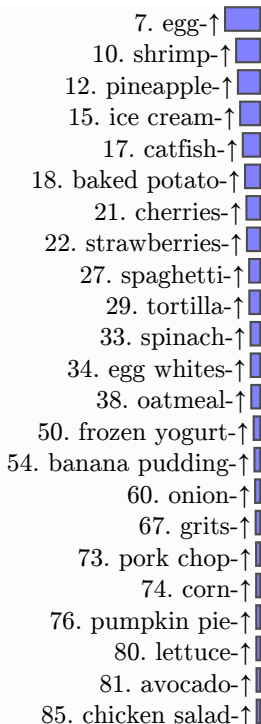 7. egg-↑
10. shrimp-↑
12. pineapple-↑
15. ice cream-↑
17. catfish-↑
18. baked potato-↑
21. cherries-↑
22. strawberries-↑
27. spaghetti-↑
29. tortilla-↑
33. spinach-↑
34. egg whites-↑
38. oatmeal-↑
50. frozen yogurt-↑
54. banana pudding-↑
60. onion-↑
67. grits-↑
73. pork chop-↑
74. corn-↑
76. pumpkin pie-↑
80. lettuce-↑
81. avocado-↑
85. chicken salad-↑